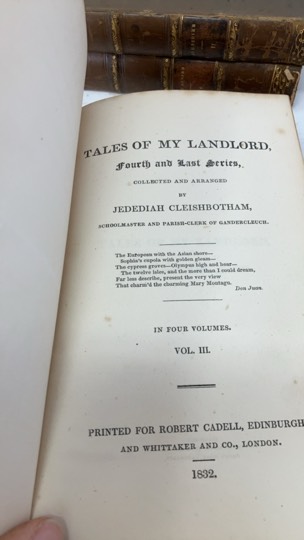 TALES OF MY LANDLORD,
Fourth and Last Series,
COLLECTED AND ARRANGED
BY
JEDEDIAH CLEISHBOTHAM,
SCHOOLMASTER AND PARISH-CLERK OF GANDERCLEUCH.
The European with the Asian shore—
Sophia's cupola with golden gleam—
The cypress groves—Olympus high and hoar—
The twelve isles, and the more than I could dream,
Far less describe, present the very view
That charm'd the charming Mary Montagu.
Don Juan.
IN FOUR VOLUMES.
VOL. III.
PRINTED FOR ROBERT CADELL, EDINBURGH
AND WHITTAKER AND CO., LONDON.
1832.